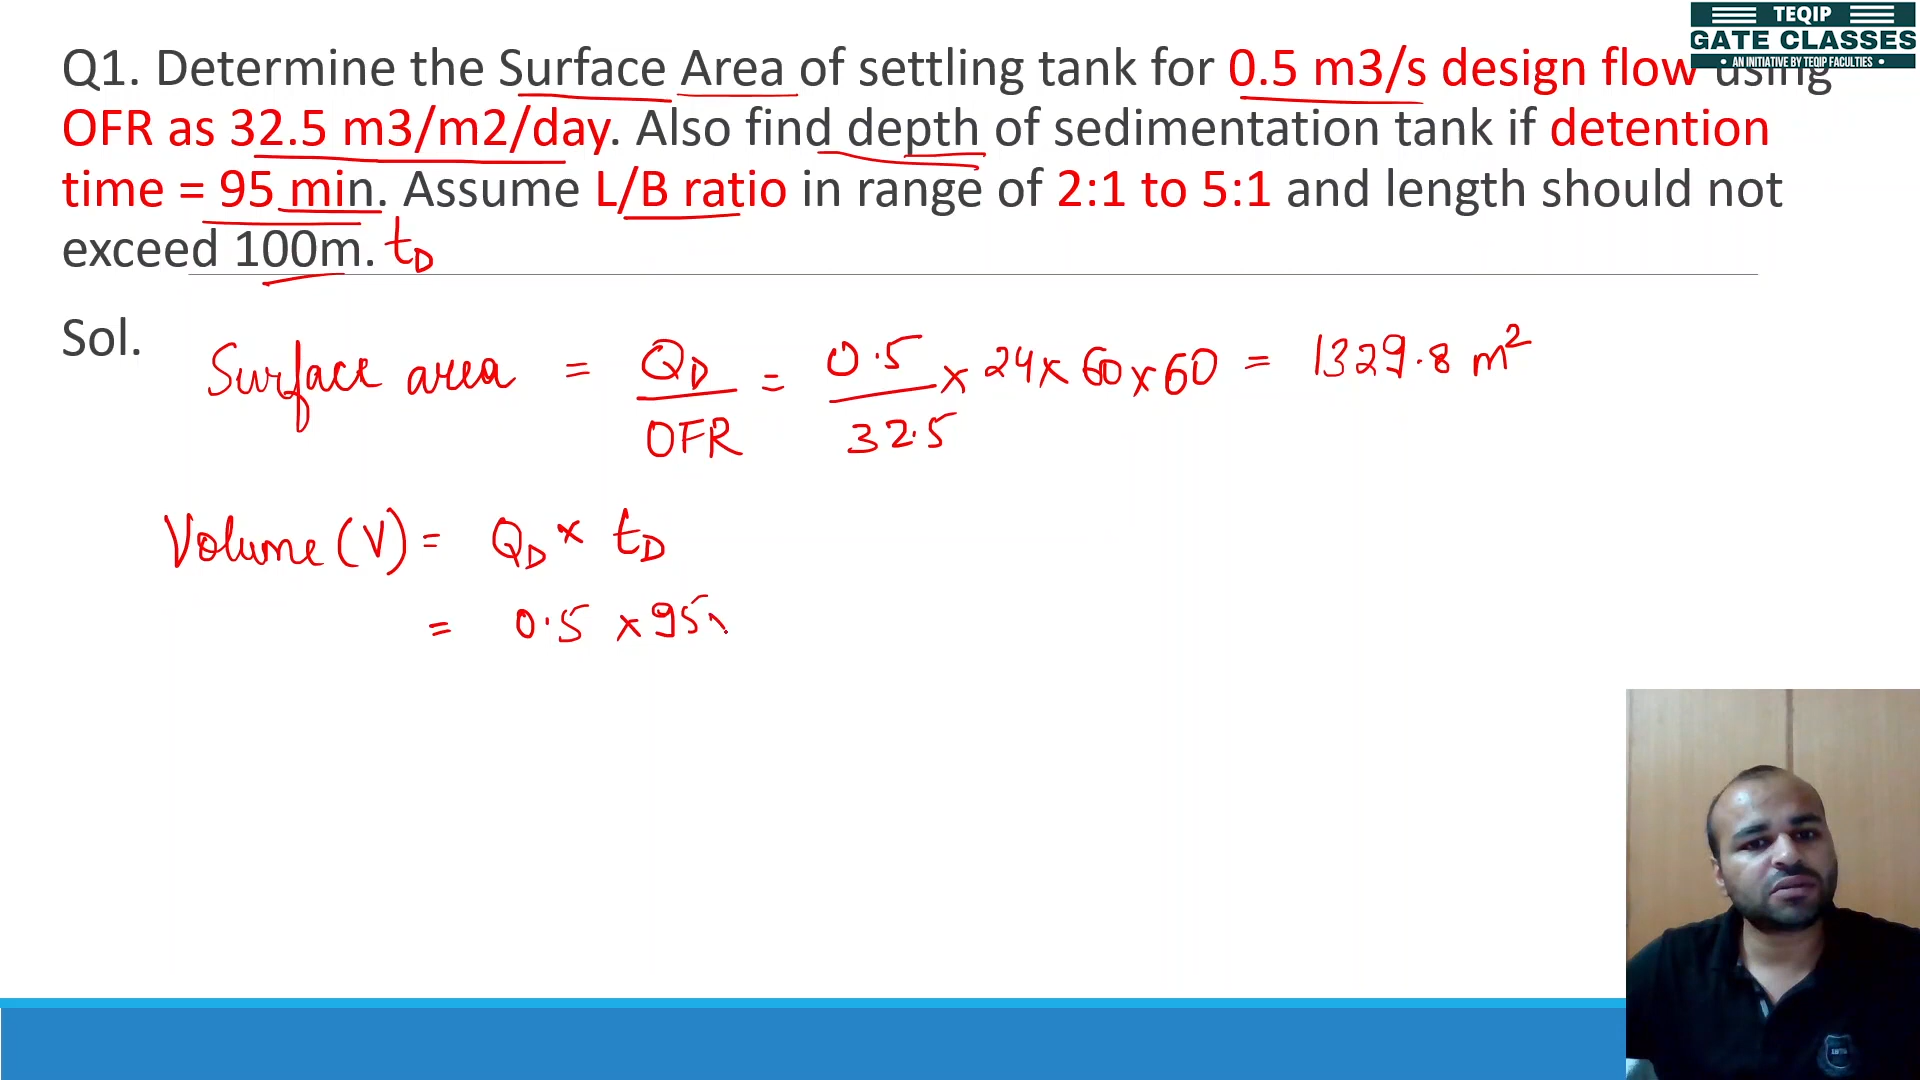 TEQIP
GATE CLASSES
• AN INITIATIVE BY TEQIP FACULTIES •
Q1. Determine the Surface Area of settling tank for 0.5 m3/s design flow using
OFR as 32.5 m3/m2/day. Also find depth of sedimentation tank if detention
time = 95 min. Assume L/B ratio in range of 2:1 to 5:1 and length should not
exceed 100m. tD
Sol.
Surface area = QD / OFR = 0.5 / 32.5 × 24 × 60 × 60 = 1329.8 m²
Volume (V) = QD × tD
= 0.5 × 95